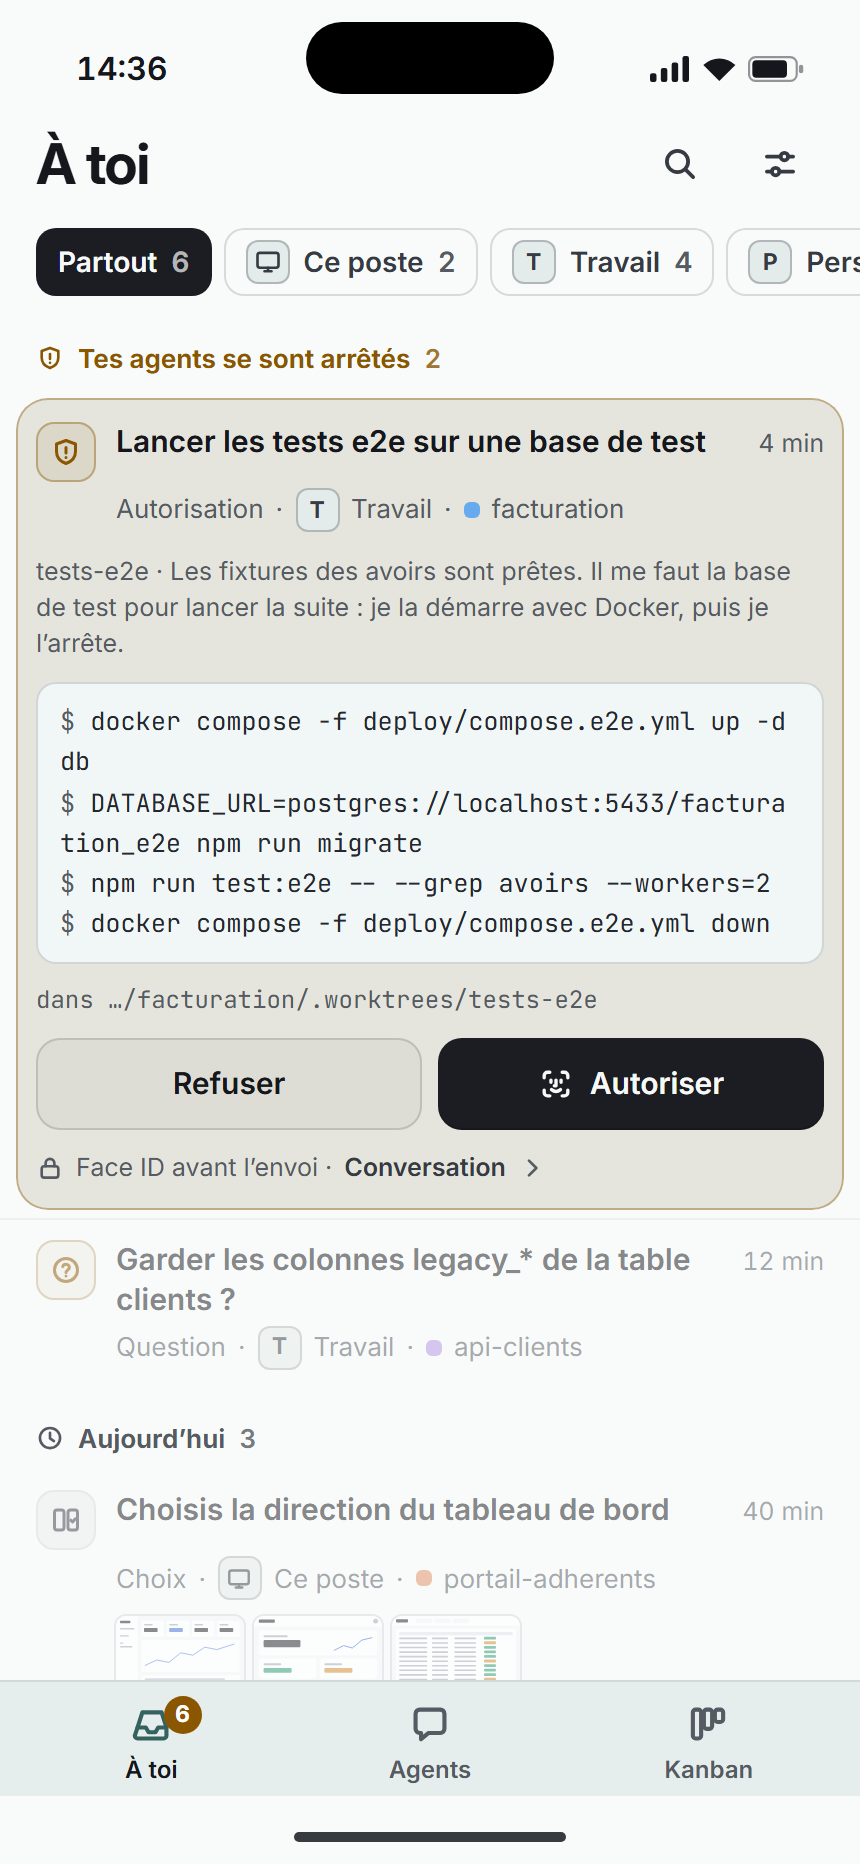 14:36
À toi
Partout 6
Ce poste 2
T Travail 4
P Pers
Tes agents se sont arrêtés 2
Lancer les tests e2e sur une base de test 4 min
Autorisation · T Travail · facturation
tests-e2e · Les fixtures des avoirs sont prêtes. Il me faut la base
de test pour lancer la suite : je la démarre avec Docker, puis je
l’arrête.
$ docker compose -f deploy/compose.e2e.yml up -d
db
$ DATABASE_URL=postgres://localhost:5433/factura
tion_e2e npm run migrate
$ npm run test:e2e -- --grep avoirs --workers=2
$ docker compose -f deploy/compose.e2e.yml down
dans …/facturation/.worktrees/tests-e2e
Refuser
Autoriser
Face ID avant l’envoi · Conversation
Garder les colonnes legacy_* de la table 12 min
clients ?
Question · T Travail · api-clients
Aujourd’hui 3
Choisis la direction du tableau de bord 40 min
Choix · Ce poste · portail-adherents
6
À toi
Agents
Kanban